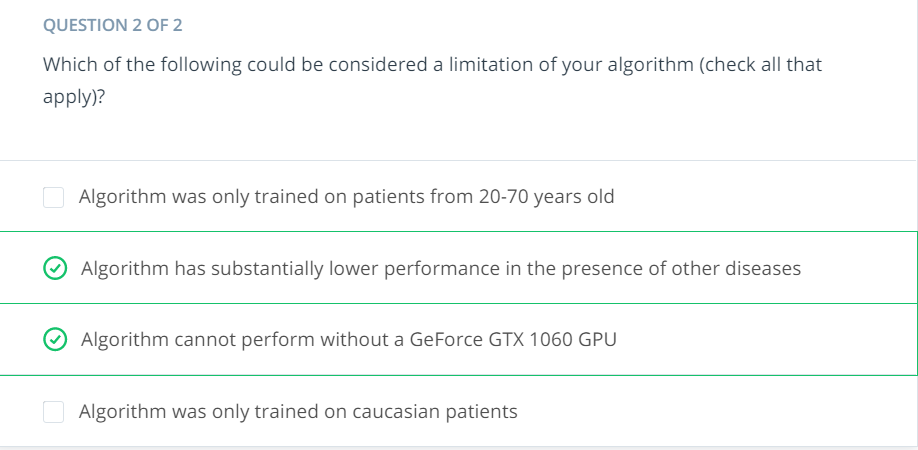 QUESTION 2 OF 2
Which of the following could be considered a limitation of your algorithm (check all that
apply)?
Algorithm was only trained on patients from 20-70 years old
Algorithm has substantially lower performance in the presence of other diseases
Algorithm cannot perform without a GeForce GTX 1060 GPU
Algorithm was only trained on caucasian patients